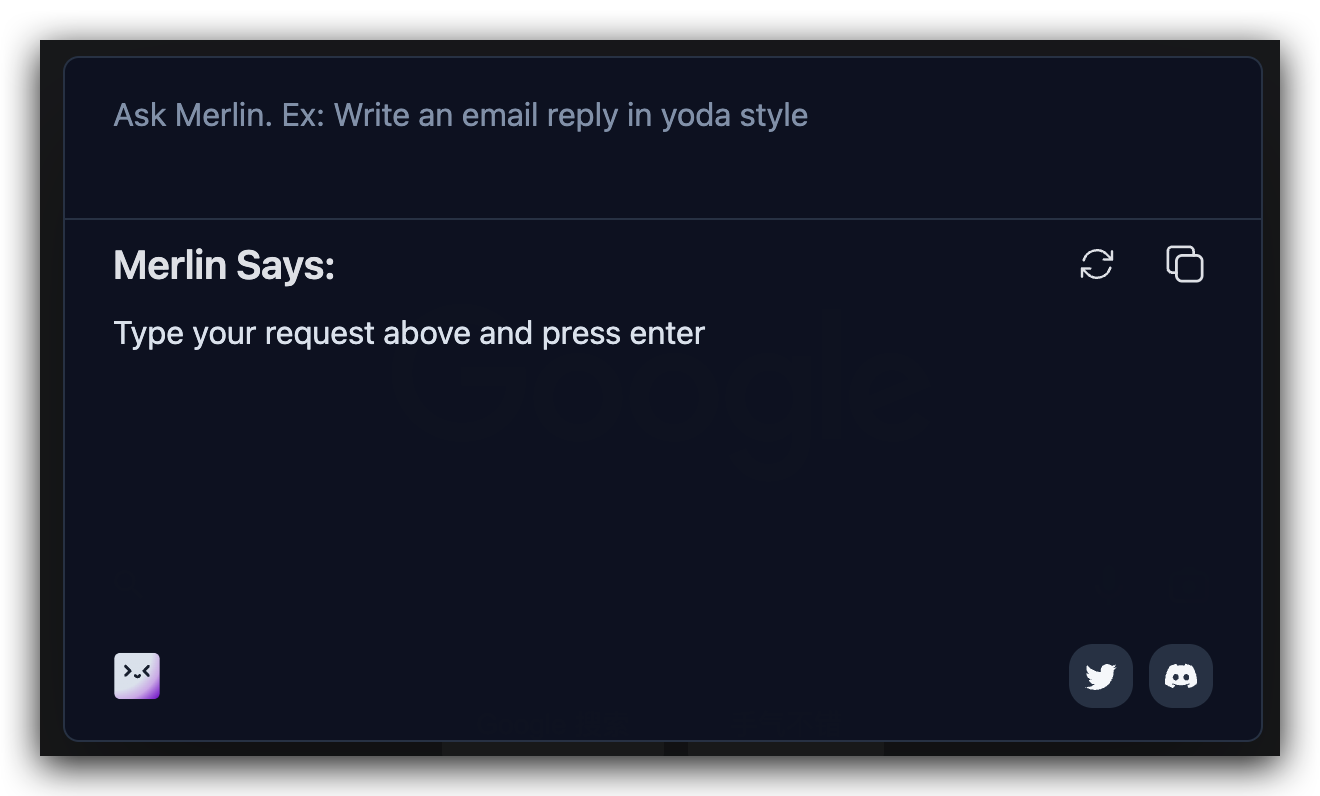 Ask Merlin. Ex: Write an email reply in yoda style
Merlin Says:
Type your request above and press enter